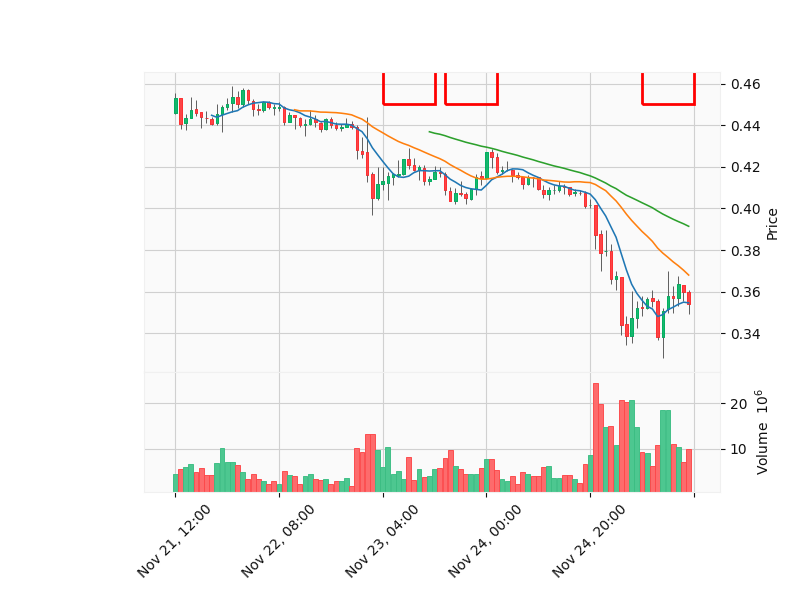 0.46
0.44
0.42
0.40
0.38
0.36
0.34
Price
20
10
Volume 10⁶
Nov 21, 12:00
Nov 22, 08:00
Nov 23, 04:00
Nov 24, 00:00
Nov 24, 20:00